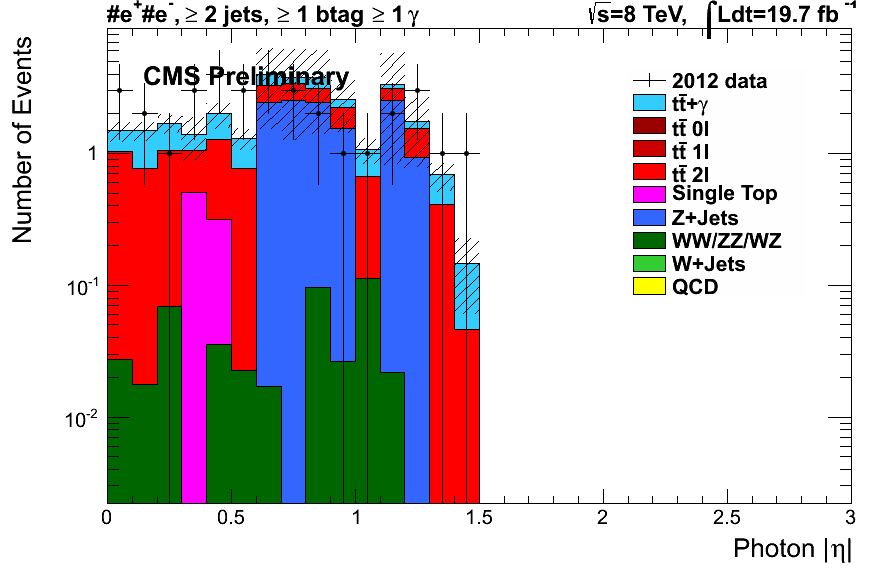 #e⁺#e⁻, ≥ 2 jets, ≥ 1 btag ≥ 1 γ
√s=8 TeV, ∫Ldt=19.7 fb⁻¹
CMS Preliminary
2012 data
tt̄+γ
tt̄ 0l
tt̄ 1l
tt̄ 2l
Single Top
Z+Jets
WW/ZZ/WZ
W+Jets
QCD
Number of Events
1
10⁻¹
10⁻²
0 0.5 1 1.5 2 2.5 3
Photon |η|